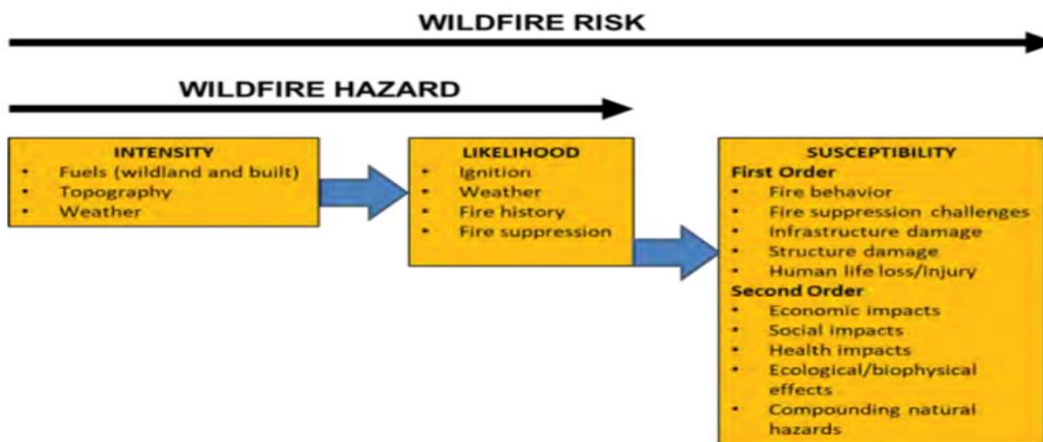 WILDFIRE RISK
WILDFIRE HAZARD
INTENSITY
• Fuels (wildland and built)
• Topography
• Weather
LIKELIHOOD
• Ignition
• Weather
• Fire history
• Fire suppression
SUSCEPTIBILITY
First Order
• Fire behavior
• Fire suppression challenges
• Infrastructure damage
• Structure damage
• Human life loss/injury
Second Order
• Economic impacts
• Social impacts
• Health impacts
• Ecological/biophysical
effects
• Compounding natural
hazards